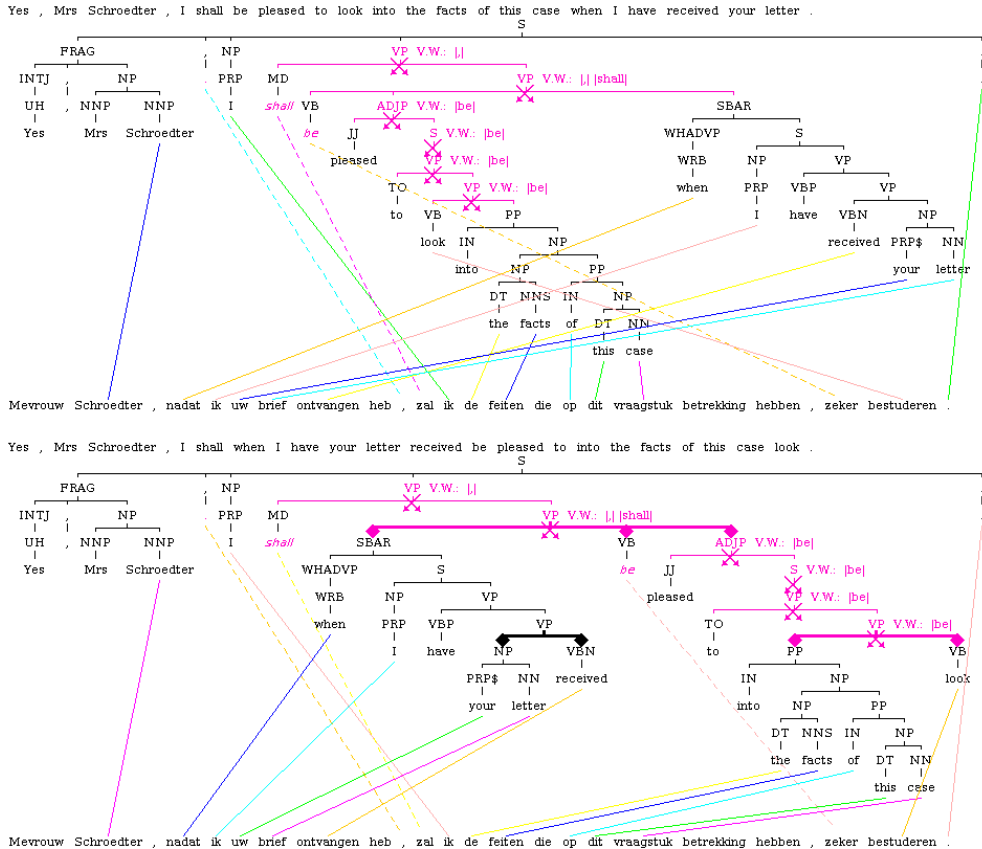 Yes , Mrs Schroedter , I shall be pleased to look into the facts of this case when I have received your letter .
S
FRAG , NP VP V.W.: |,| .
INTJ , NP PRP MD VP V.W.: |,| |shall|
UH , NNP NNP I shall VB ADJP V.W.: |be| SBAR
Yes Mrs Schroedter be JJ S V.W.: |be| WHADVP S
pleased VP V.W.: |be| WRB NP VP
TO VP V.W.: |be| when PRP VBP VP
to VB PP I have VBN NP
look IN NP received PRP$ NN
into NP PP your letter
DT NNS IN NP
the facts of DT NN
this case
Mevrouw Schroedter , nadat ik uw brief ontvangen heb , zal ik de feiten die op dit vraagstuk betrekking hebben , zeker bestuderen .
Yes , Mrs Schroedter , I shall when I have your letter received be pleased to into the facts of this case look .
S
FRAG , NP VP V.W.: |,| .
INTJ , NP PRP MD VP V.W.: |,| |shall|
UH , NNP NNP I shall SBAR VB ADJP V.W.: |be|
Yes Mrs Schroedter WHADVP S be JJ S V.W.: |be|
WRB NP VP pleased VP V.W.: |be|
when PRP VBP VP TO VP V.W.: |be|
I have NP VBN to PP VB
PRP$ NN received IN NP look
your letter into NP PP
DT NNS IN NP
the facts of DT NN
this case
Mevrouw Schroedter , nadat ik uw brief ontvangen heb , zal ik de feiten die op dit vraagstuk betrekking hebben , zeker bestuderen .